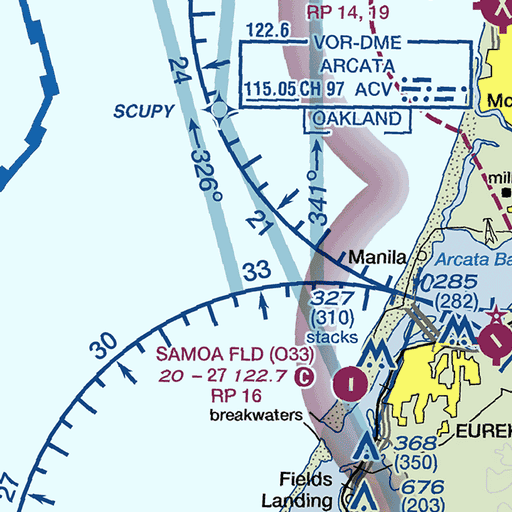 RP 14, 19
122.6
VOR-DME
ARCATA
115.05 CH 97 ACV
OAKLAND
24
SCUPY
326°
341°
21
Manila
Arcata Ba
33
0285
(282)
327
(310)
stacks
30
SAMOA FLD (O33)
20 - 27 122.7 C
RP 16
breakwaters
EUREK
368
(350)
Fields
Landing
676
(203)
27
Mc
mil